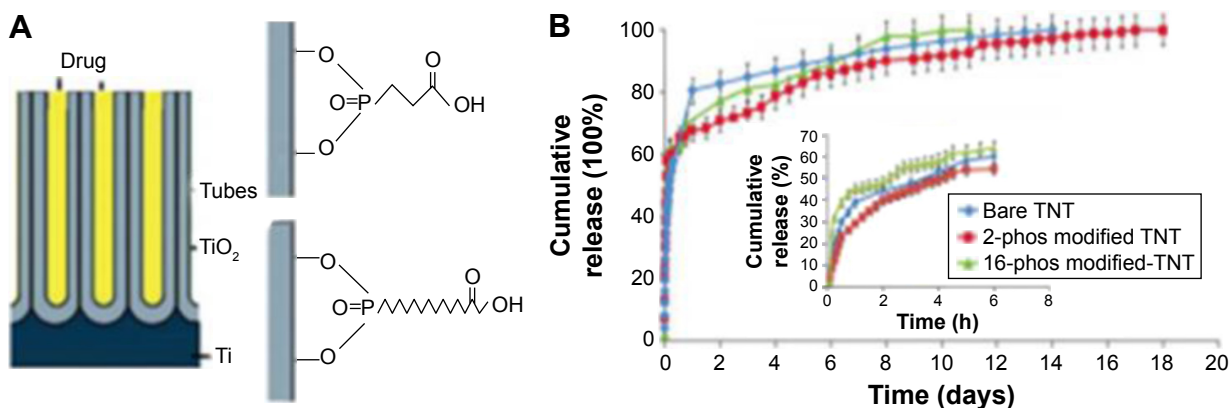 A
Drug
Tubes
TiO2
Ti
O
O
O=P
O
OH
O
O
O=P
O
OH
B
Cumulative
release (100%)
100
80
60
40
20
0
0 2 4 6 8 10 12 14 16 18 20
Time (days)
Cumulative
release (%)
70
60
50
40
30
20
10
0
0 2 4 6 8
Time (h)
Bare TNT
2-phos modified TNT
16-phos modified-TNT